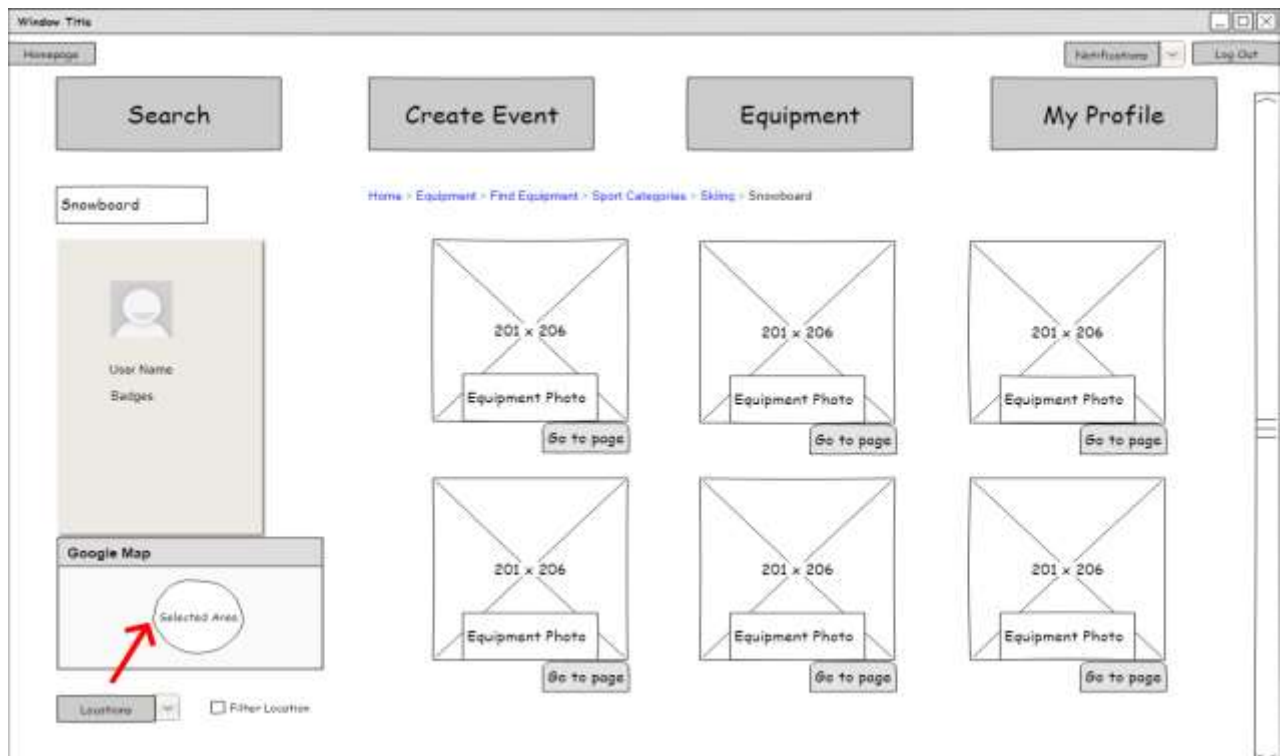 Window Title
Homepage
Notifications
Log Out
Search
Create Event
Equipment
My Profile
Snowboard
Home > Equipment > Find Equipment > Sport Categories > Skiing > Snowboard
User Name
Badges
201 x 206
Equipment Photo
Go to page
201 x 206
Equipment Photo
Go to page
201 x 206
Equipment Photo
Go to page
Google Map
Selected Area
Locations
Filter Location
201 x 206
Equipment Photo
Go to page
201 x 206
Equipment Photo
Go to page
201 x 206
Equipment Photo
Go to page